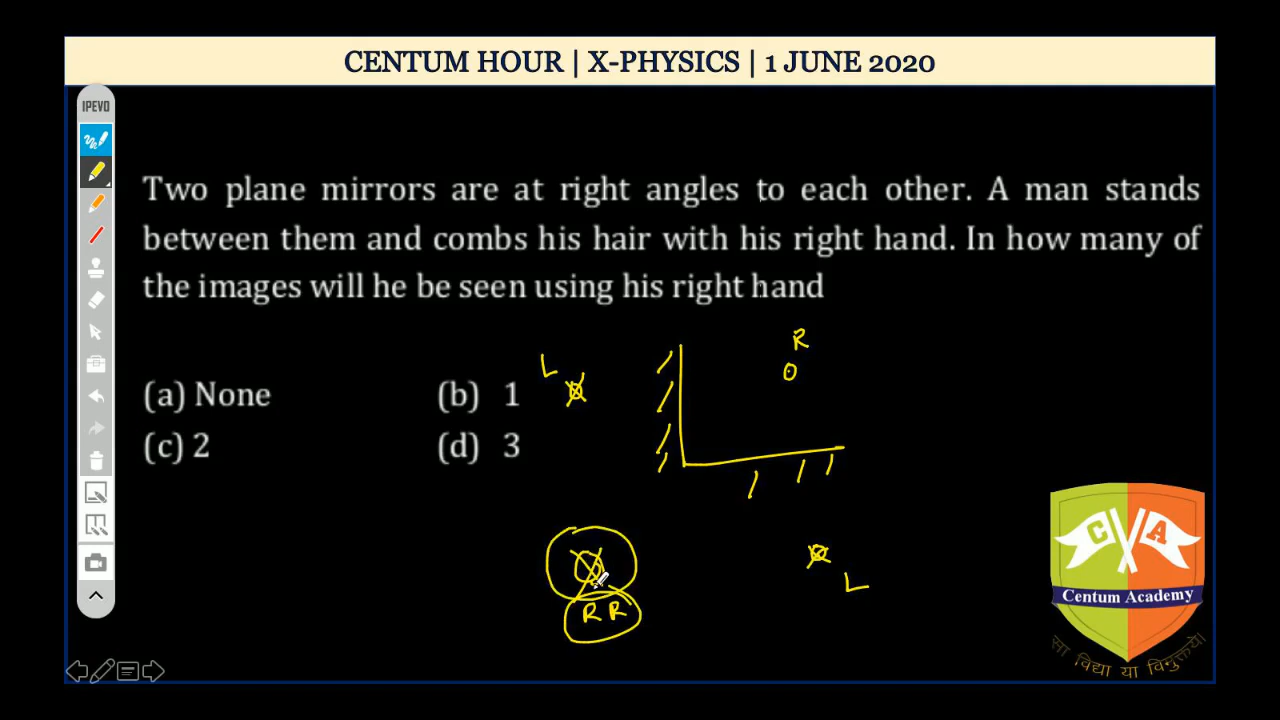 CENTUM HOUR | X-PHYSICS | 1 JUNE 2020
IPEVO
Two plane mirrors are at right angles to each other. A man stands
between them and combs his hair with his right hand. In how many of
the images will he be seen using his right hand
R
L
(a) None (b) 1
(c) 2 (d) 3
L
R R
C A
Centum Academy
सा विद्या या विमुक्तये।